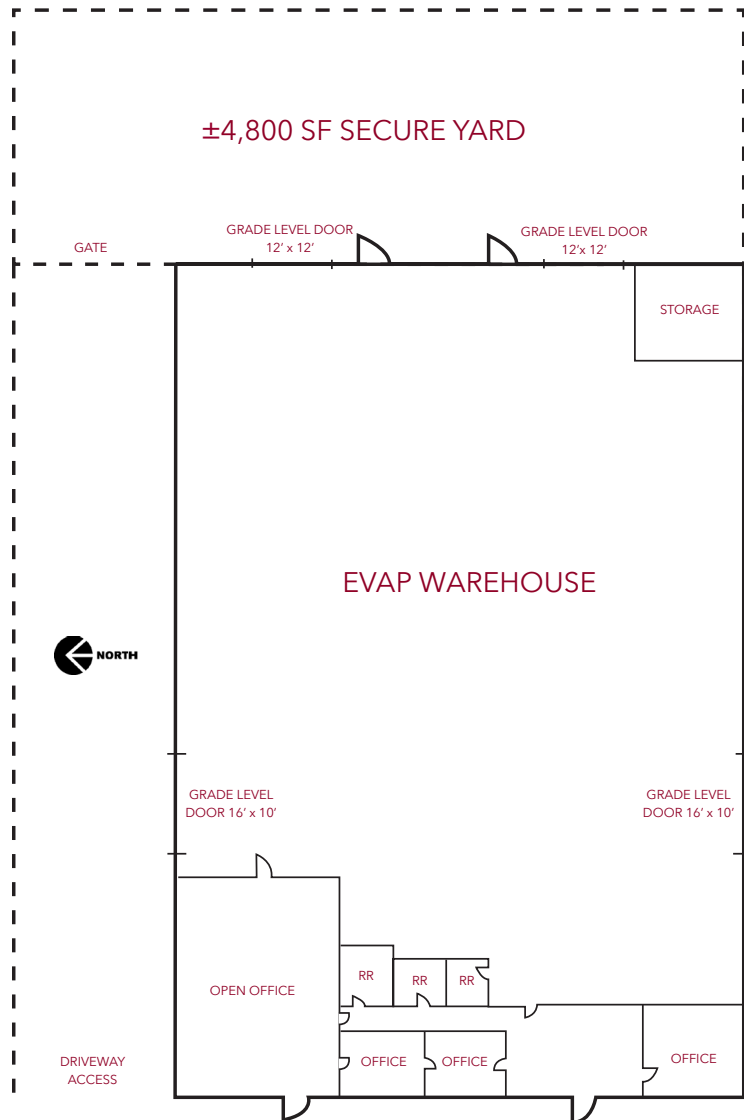 ±4,800 SF SECURE YARD
GATE
GRADE LEVEL DOOR
12’ x 12’
GRADE LEVEL DOOR
12’x 12’
STORAGE
EVAP WAREHOUSE
NORTH
GRADE LEVEL
DOOR 16’ x 10’
GRADE LEVEL
DOOR 16’ x 10’
OPEN OFFICE
RR
RR
RR
DRIVEWAY
ACCESS
OFFICE
OFFICE
OFFICE